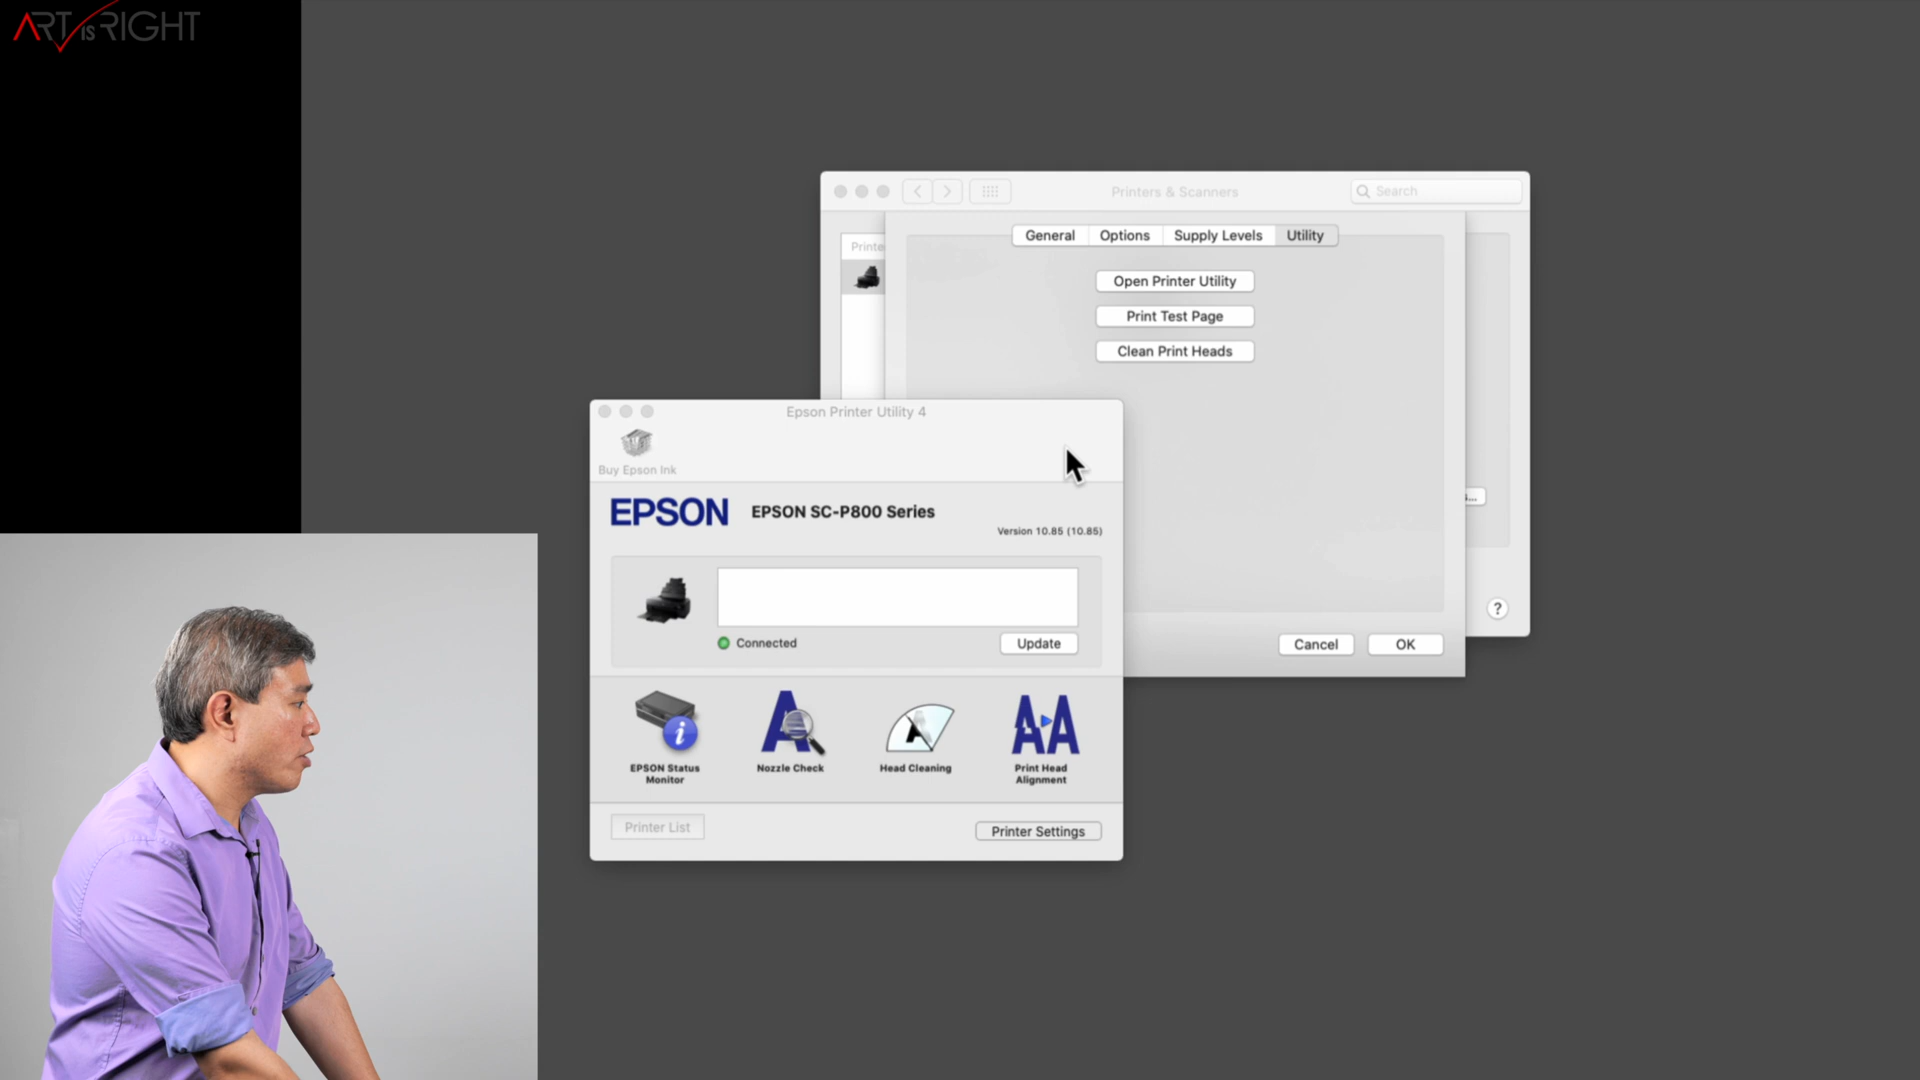 ART IS RIGHT
Printers & Scanners
Search
Printe
General
Options
Supply Levels
Utility
Open Printer Utility
Print Test Page
Clean Print Heads
s...
?
Cancel
OK
Epson Printer Utility 4
Buy Epson Ink
EPSON
EPSON SC-P800 Series
Version 10.85 (10.85)
Connected
Update
EPSON Status
Monitor
Nozzle Check
Head Cleaning
Print Head
Alignment
Printer List
Printer Settings